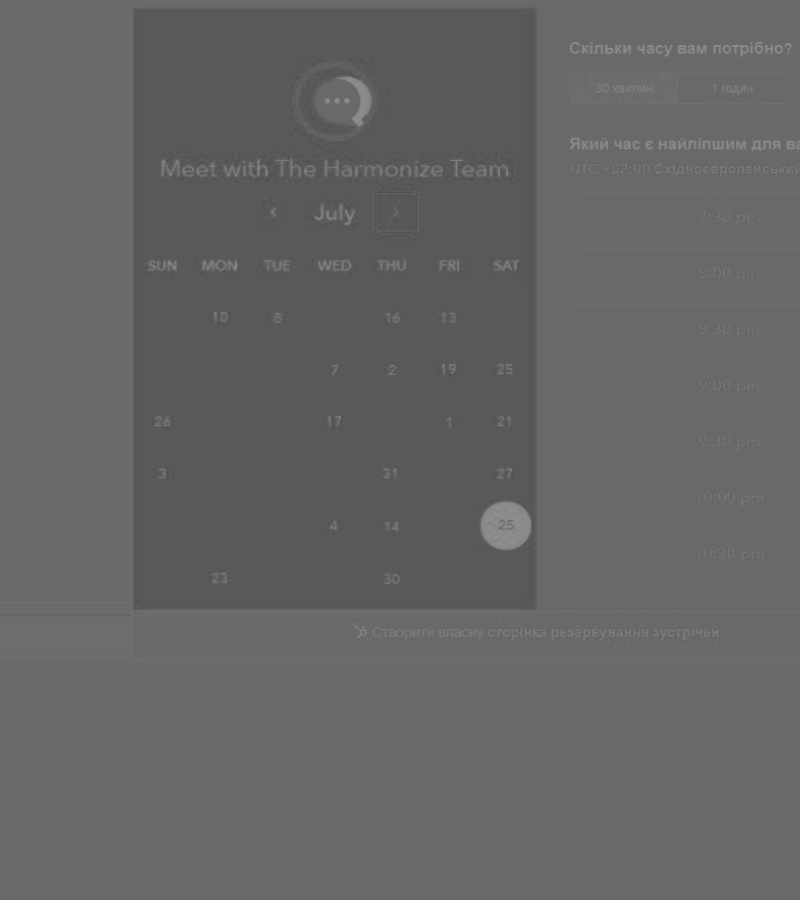 Meet with The Harmonize Team
July
SUN MON TUE WED THU FRI SAT
10 8 16 13
7 2 19 25
26 17 1 21
3 31 27
4 14 25
23 30
Скільки часу вам потрібно?
30 хвилин 1 годин
Який час є найліпшим для
UTC +03:00 Східноєвропейський
7:30 pm
8:00 pm
8:30 pm
9:00 pm
9:30 pm
10:00 pm
10:30 pm
Створити власну сторінка резервування зустрічей